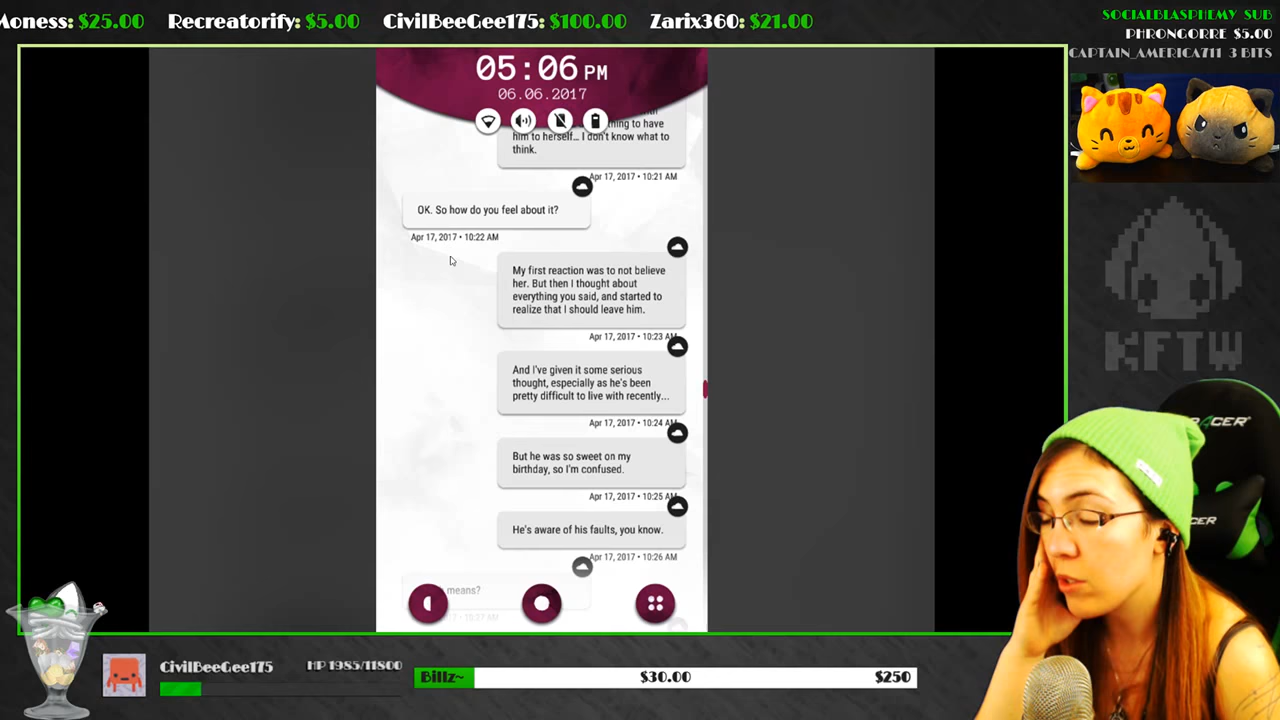 Moness: $25.00 Recreatorify: $5.00 CivilBeeGee175: $100.00 Zarix360: $21.00
SOCIALBLASPHEMY SUB
PHRONGORRE $5.00
CAPTAIN_AMERICA711 3 BITS
05:06 PM
06.06.2017
thing to have
him to herself... I don't know what to
think.
Apr 17, 2017 • 10:21 AM
OK. So how do you feel about it?
Apr 17, 2017 • 10:22 AM
My first reaction was to not believe
her. But then I thought about
everything you said, and started to
realize that I should leave him.
Apr 17, 2017 • 10:23 AM
And I've given it some serious
thought, especially as he's been
pretty difficult to live with recently...
Apr 17, 2017 • 10:24 AM
But he was so sweet on my
birthday, so I'm confused.
Apr 17, 2017 • 10:25 AM
He's aware of his faults, you know.
Apr 17, 2017 • 10:26 AM
means?
KFTW
CivilBeeGee175 HP 1985/11800
Billz~ $30.00 $250